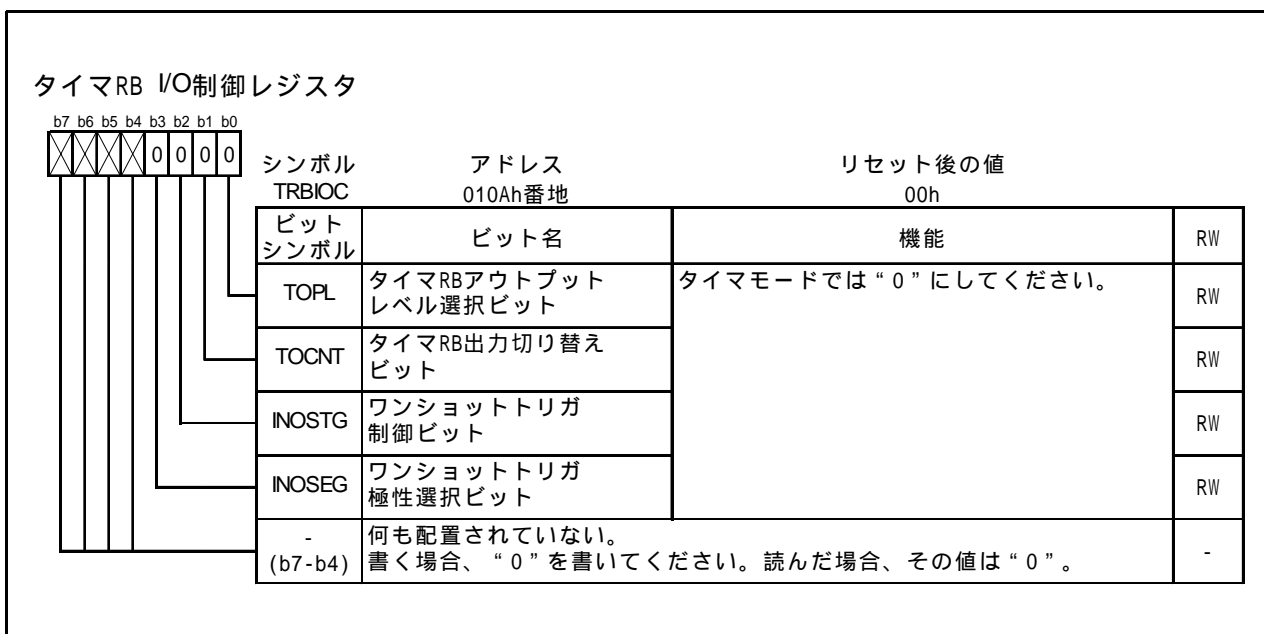 タイマRB I/O制御レジスタ
b7 b6 b5 b4 b3 b2 b1 b0
0 0 0 0
シンボル アドレス リセット後の値
TRBIOC 010Ah番地 00h
ビット
シンボル ビット名 機能 RW
TOPL タイマRBアウトプット
レベル選択ビット タイマモードでは“0”にしてください。 RW
TOCNT タイマRB出力切り替え
ビット RW
INOSTG ワンショットトリガ
制御ビット RW
INOSEG ワンショットトリガ
極性選択ビット RW
-
(b7-b4) 何も配置されていない。
書く場合、“0”を書いてください。読んだ場合、その値は“0”。 -